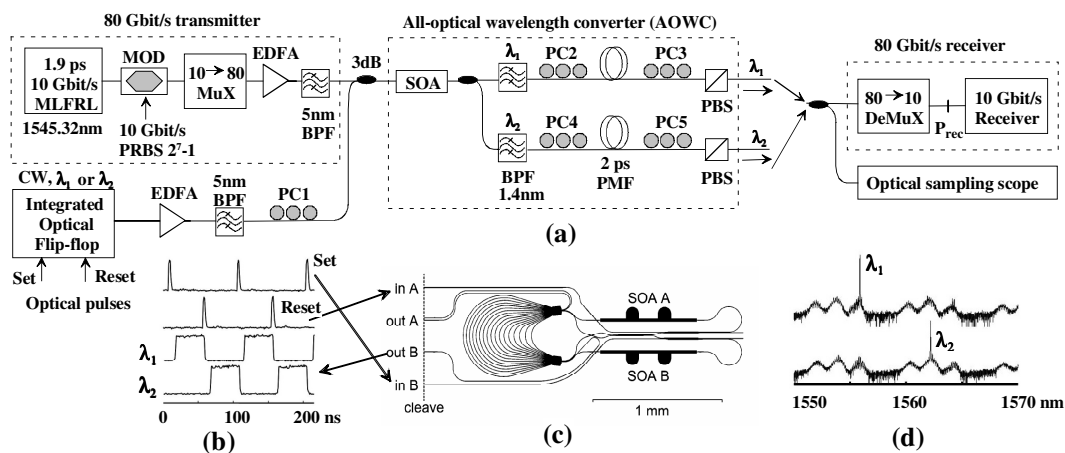 80 Gbit/s transmitter
1.9 ps
10 Gbit/s
MLFRL
1545.32nm
MOD
10 Gbit/s
PRBS 2⁷-1
10→80
MuX
EDFA
5nm
BPF
3dB
CW, λ₁ or λ₂
Integrated
Optical
Flip-flop
Set
Reset
Optical pulses
EDFA
5nm
BPF
PC1
All-optical wavelength converter (AOWC)
SOA
λ₁
PC2
PC3
λ₁
PBS
λ₂
PC4
PC5
λ₂
BPF
1.4nm
2 ps
PMF
PBS
80 Gbit/s receiver
80→10
DeMuX
Prec
10 Gbit/s
Receiver
Optical sampling scope
(a)
Set
Reset
λ₁
λ₂
0 100 200 ns
(b)
in A
out A
out B
in B
cleave
SOA A
SOA B
1 mm
(c)
λ₁
λ₂
1550 1560 1570 nm
(d)